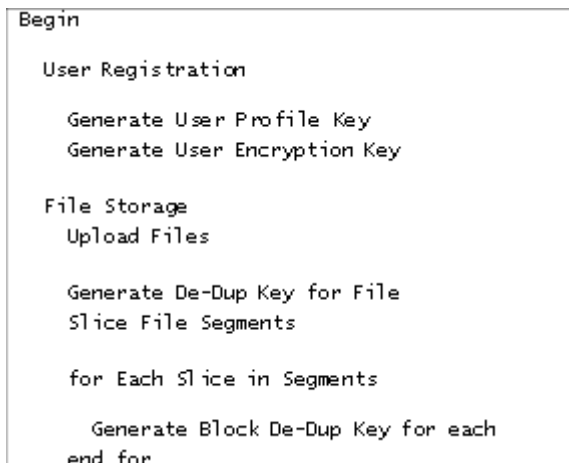 Begin
User Registration
Generate User Profile Key
Generate User Encryption Key
File Storage
Upload Files
Generate De-Dup Key for File
Slice File Segments
for Each Slice in Segments
Generate Block De-Dup Key for each
end for